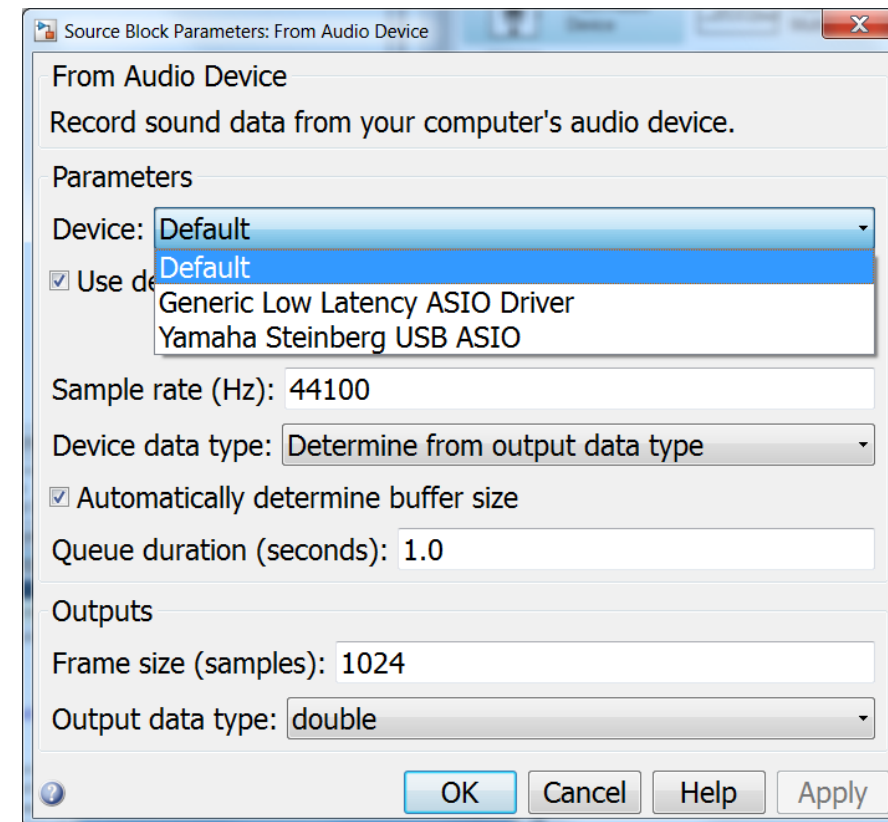 Source Block Parameters: From Audio Device
From Audio Device
Record sound data from your computer's audio device.
Parameters
Device: Default
Default
Use de
Generic Low Latency ASIO Driver
Yamaha Steinberg USB ASIO
Sample rate (Hz): 44100
Device data type: Determine from output data type
Automatically determine buffer size
Queue duration (seconds): 1.0
Outputs
Frame size (samples): 1024
Output data type: double
OK Cancel Help Apply